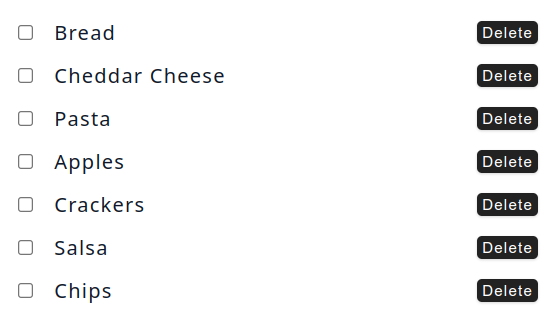 Bread Delete
Cheddar Cheese Delete
Pasta Delete
Apples Delete
Crackers Delete
Salsa Delete
Chips Delete